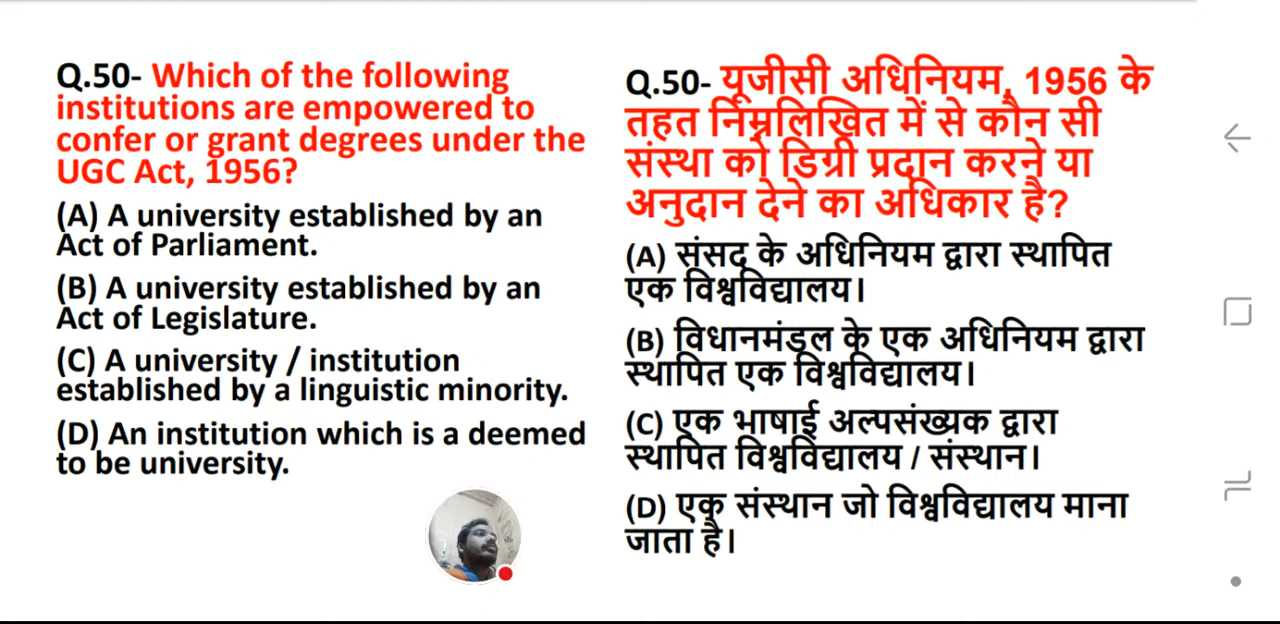 Q.50- Which of the following
institutions are empowered to
confer or grant degrees under the
UGC Act, 1956?
(A) A university established by an
Act of Parliament.
(B) A university established by an
Act of Legislature.
(C) A university / institution
established by a linguistic minority.
(D) An institution which is a deemed
to be university.
Q.50- यूजीसी अधिनियम, 1956 के
तहत निम्नलिखित में से कौन सी
संस्था को डिग्री प्रदान करने या
अनुदान देने का अधिकार है?
(A) संसद के अधिनियम द्वारा स्थापित
एक विश्वविद्यालय।
(B) विधानमंडल के एक अधिनियम द्वारा
स्थापित एक विश्वविद्यालय।
(C) एक भाषाई अल्पसंख्यक द्वारा
स्थापित विश्वविद्यालय / संस्थान।
(D) एक संस्थान जो विश्वविद्यालय माना
जाता है।